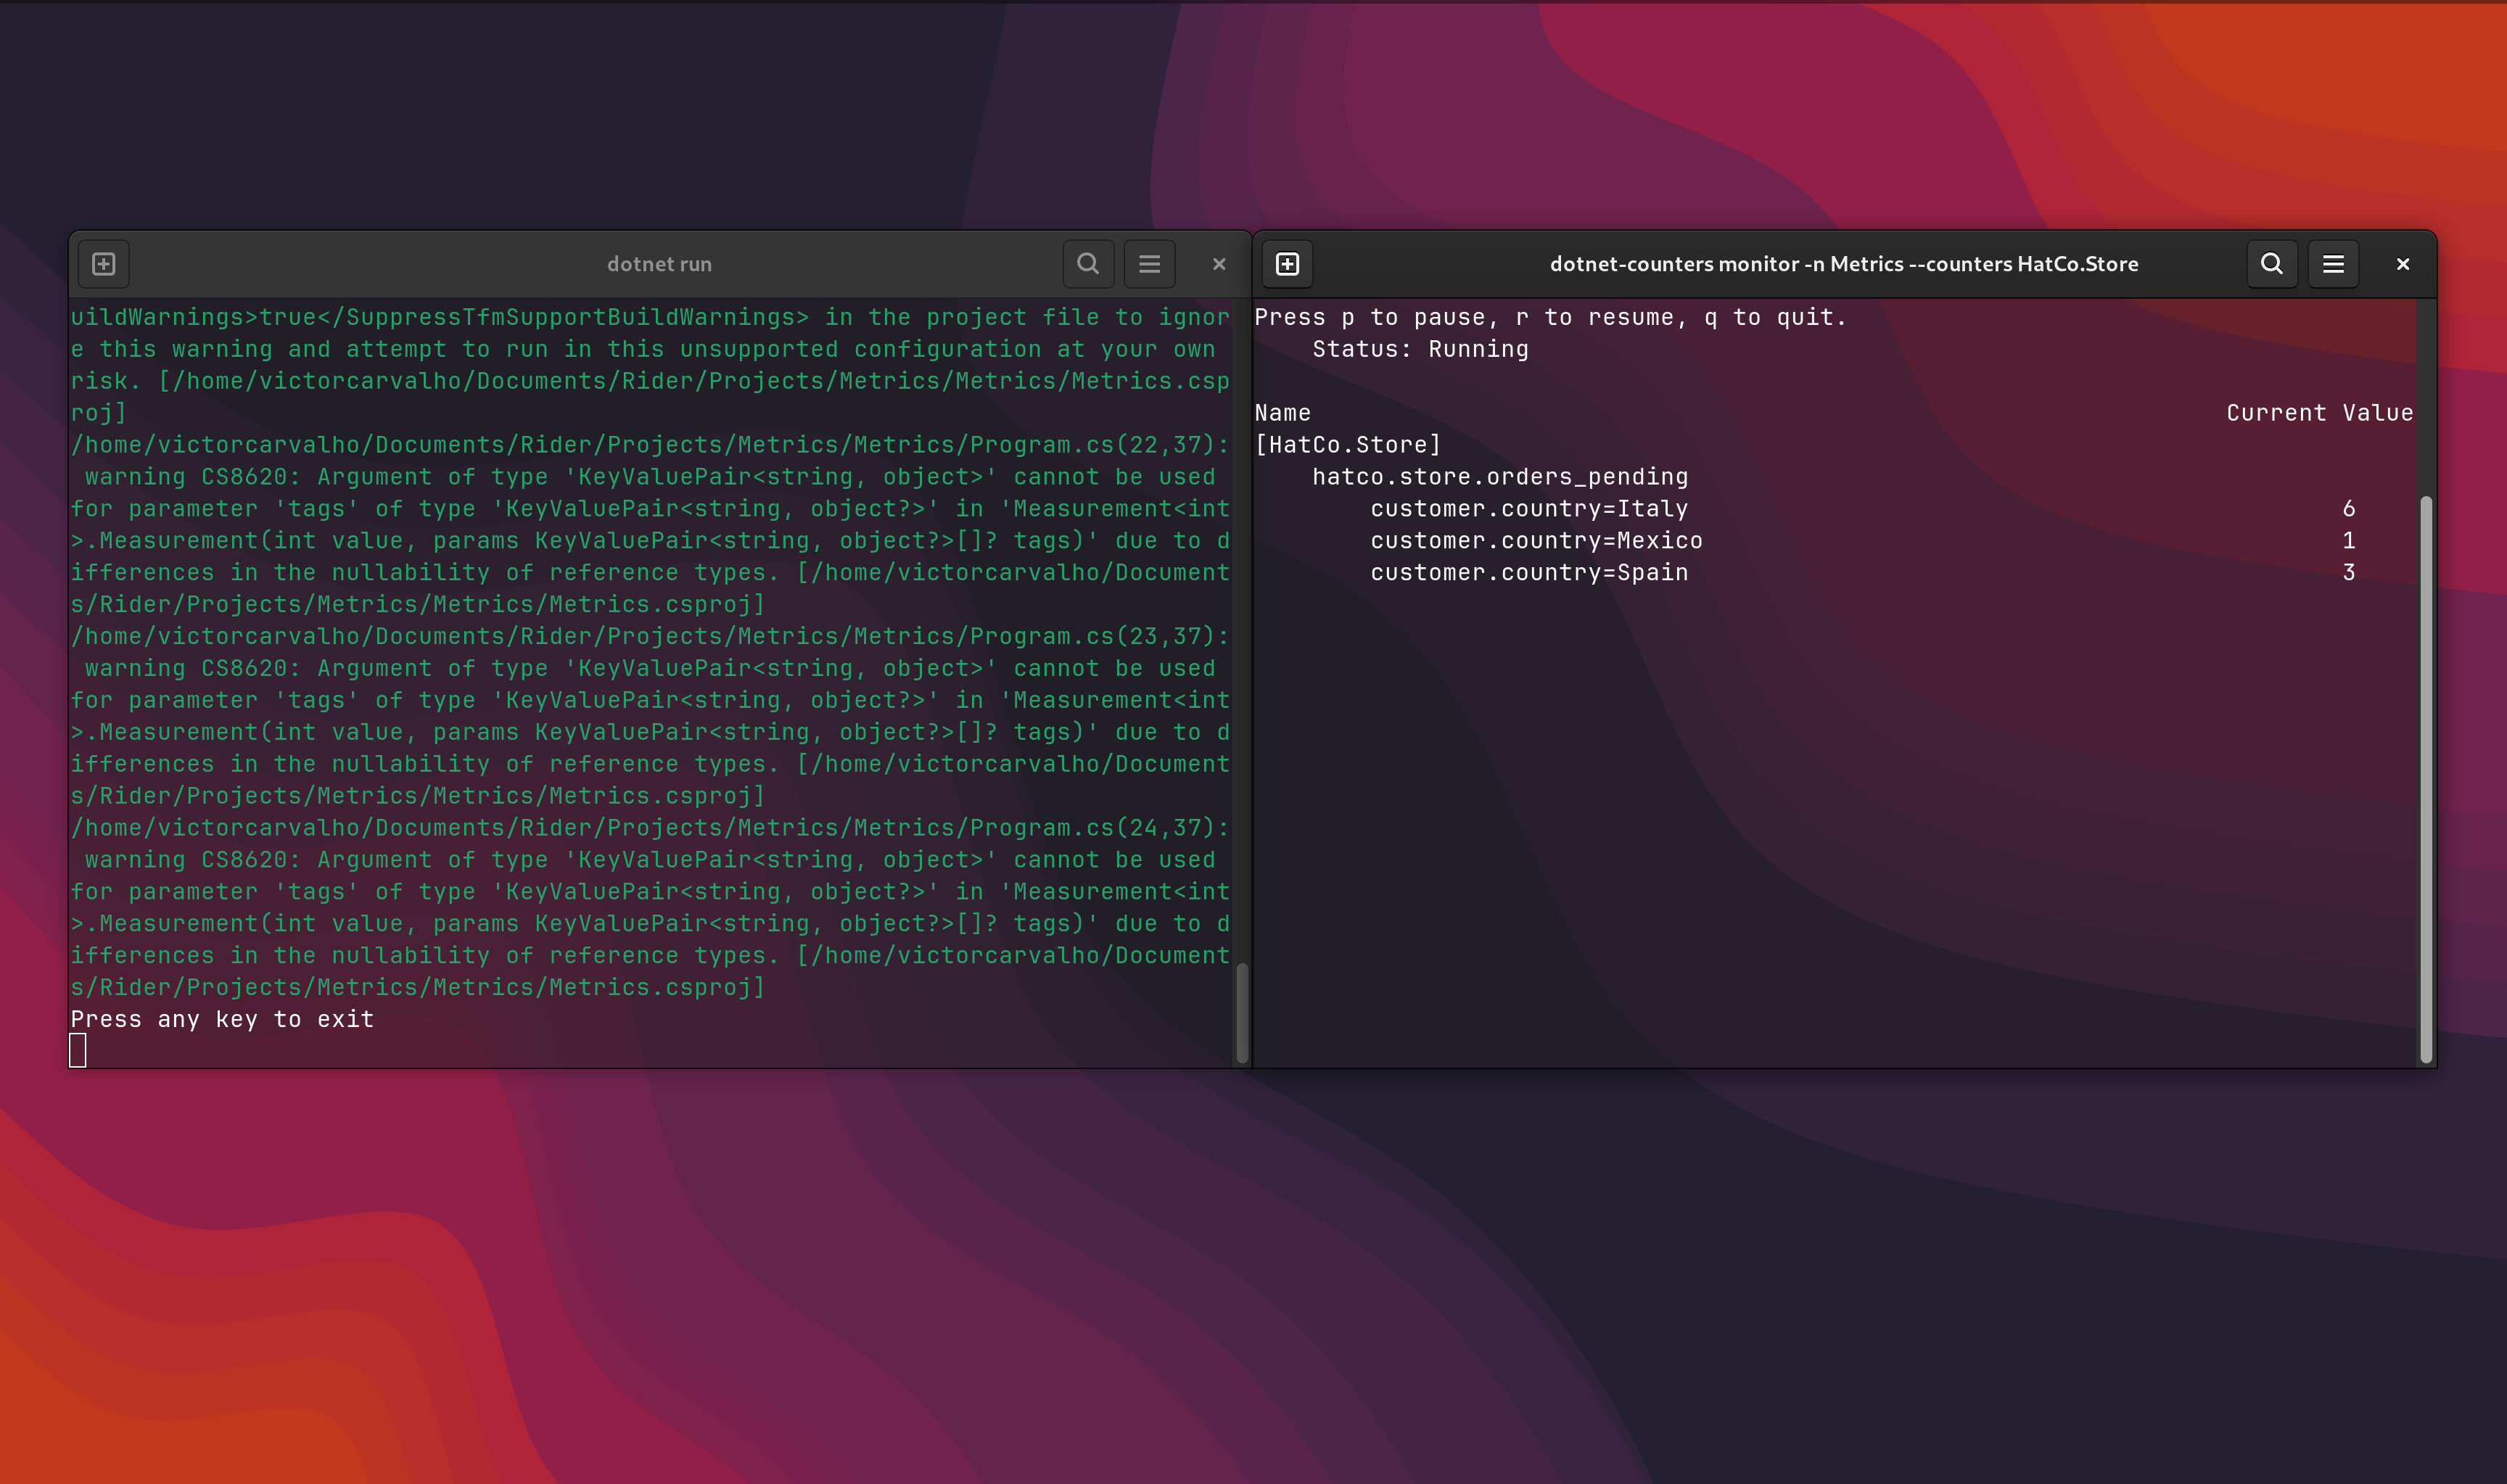 dotnet run
uildWarnings>true</SuppressTfmSupportBuildWarnings> in the project file to ignor
e this warning and attempt to run in this unsupported configuration at your own
risk. [/home/victorcarvalho/Documents/Rider/Projects/Metrics/Metrics/Metrics.csp
roj]
/home/victorcarvalho/Documents/Rider/Projects/Metrics/Metrics/Program.cs(22,37):
 warning CS8620: Argument of type 'KeyValuePair<string, object>' cannot be used
for parameter 'tags' of type 'KeyValuePair<string, object?>' in 'Measurement<int
>.Measurement(int value, params KeyValuePair<string, object?>[]? tags)' due to d
ifferences in the nullability of reference types. [/home/victorcarvalho/Document
s/Rider/Projects/Metrics/Metrics/Metrics.csproj]
/home/victorcarvalho/Documents/Rider/Projects/Metrics/Metrics/Program.cs(23,37):
 warning CS8620: Argument of type 'KeyValuePair<string, object>' cannot be used
for parameter 'tags' of type 'KeyValuePair<string, object?>' in 'Measurement<int
>.Measurement(int value, params KeyValuePair<string, object?>[]? tags)' due to d
ifferences in the nullability of reference types. [/home/victorcarvalho/Document
s/Rider/Projects/Metrics/Metrics/Metrics.csproj]
/home/victorcarvalho/Documents/Rider/Projects/Metrics/Metrics/Program.cs(24,37):
 warning CS8620: Argument of type 'KeyValuePair<string, object>' cannot be used
for parameter 'tags' of type 'KeyValuePair<string, object?>' in 'Measurement<int
>.Measurement(int value, params KeyValuePair<string, object?>[]? tags)' due to d
ifferences in the nullability of reference types. [/home/victorcarvalho/Document
s/Rider/Projects/Metrics/Metrics/Metrics.csproj]
Press any key to exit
dotnet-counters monitor -n Metrics --counters HatCo.Store
Press p to pause, r to resume, q to quit.
    Status: Running
Name                                                               Current Value
[HatCo.Store]
    hatco.store.orders_pending
        customer.country=Italy                                             6
        customer.country=Mexico                                            1
        customer.country=Spain                                             3